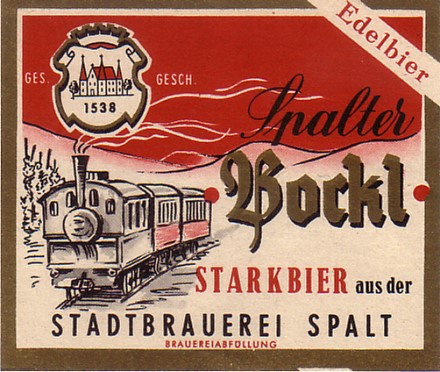 Edelbier
GES. GESCH.
1538
Spalter
Bockl
STARKBIER aus der
STADTBRAUEREI SPALT
BRAUEREIABFÜLLUNG